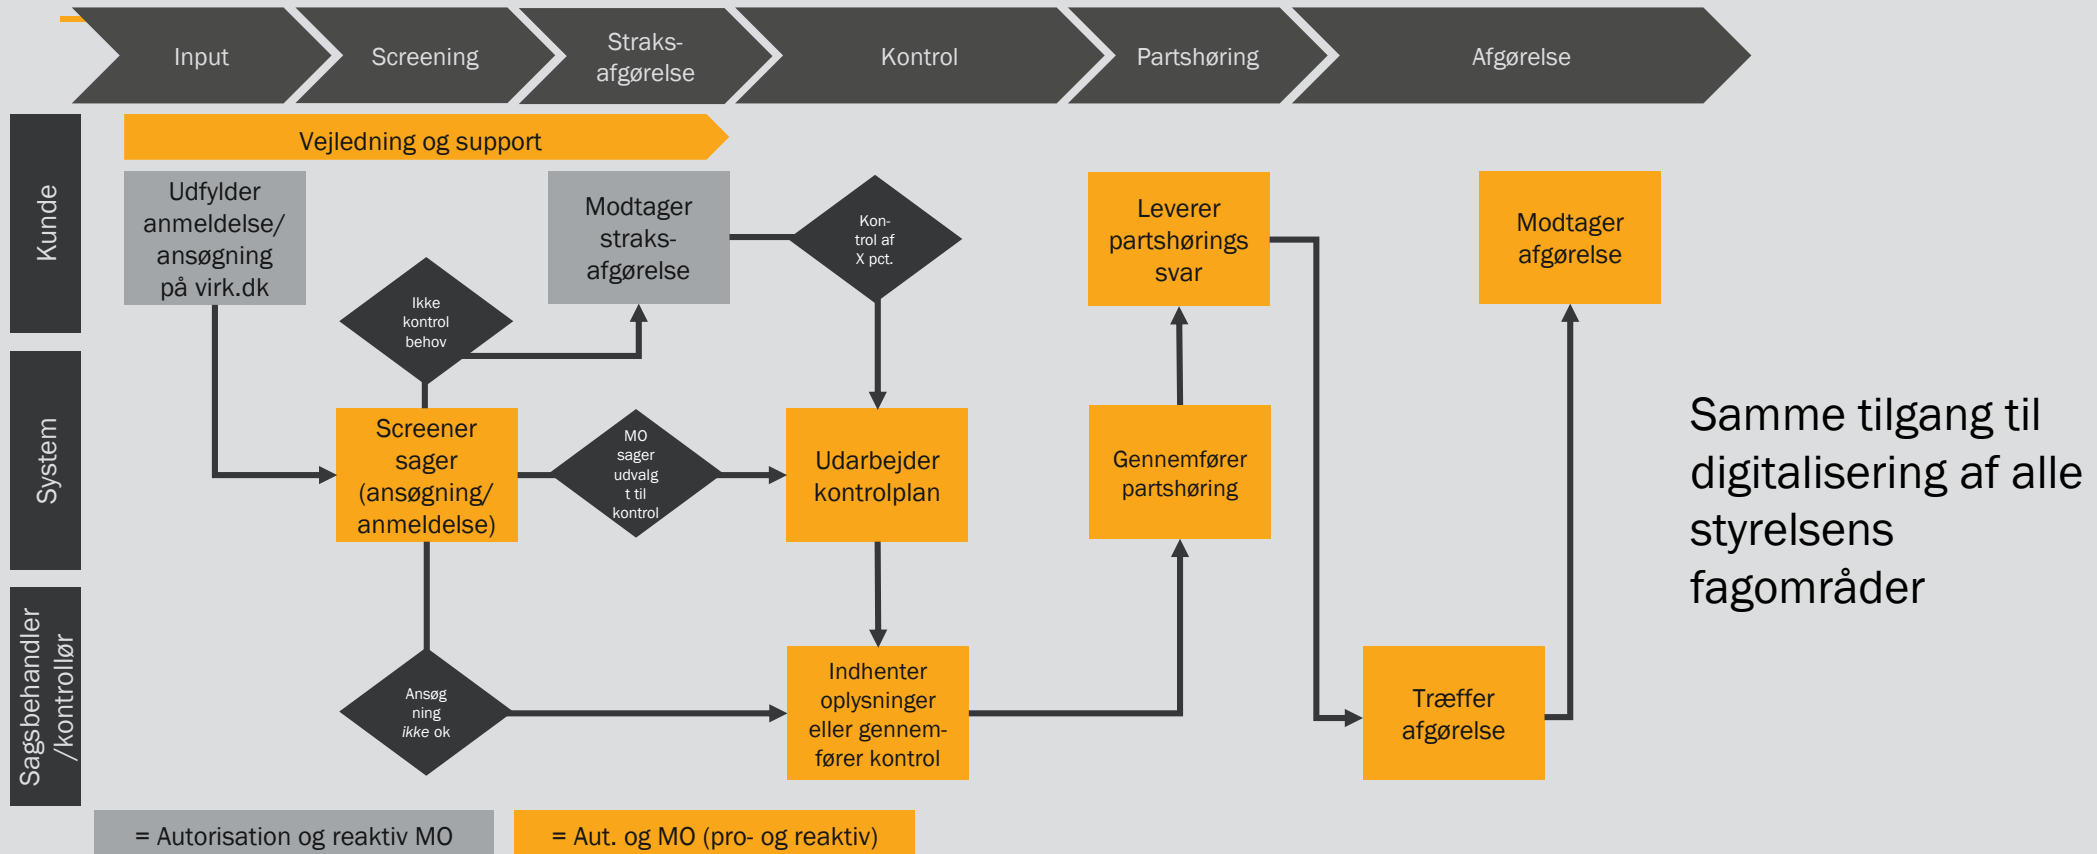 Input
Screening
Straks-
afgørelse
Kontrol
Partshøring
Afgørelse
Vejledning og support
Kunde
Udfylder
anmeldelse/
ansøgning
på virk.dk
Modtager
straks-
afgørelse
Kon-
trol af
X pct.
Leverer
partshørings
svar
Modtager
afgørelse
Ikke
kontrol
behov
System
Screener
sager
(ansøgning/
anmeldelse)
MO
sager
udvalg
t til
kontrol
Udarbejder
kontrolplan
Gennemfører
partshøring
Samme tilgang til
digitalisering af alle
styrelsens
fagområder
Sagsbehandler
/kontrollør
Ansøg
ning
ikke ok
Indhenter
oplysninger
eller gennem-
fører kontrol
Træffer
afgørelse
= Autorisation og reaktiv MO
= Aut. og MO (pro- og reaktiv)